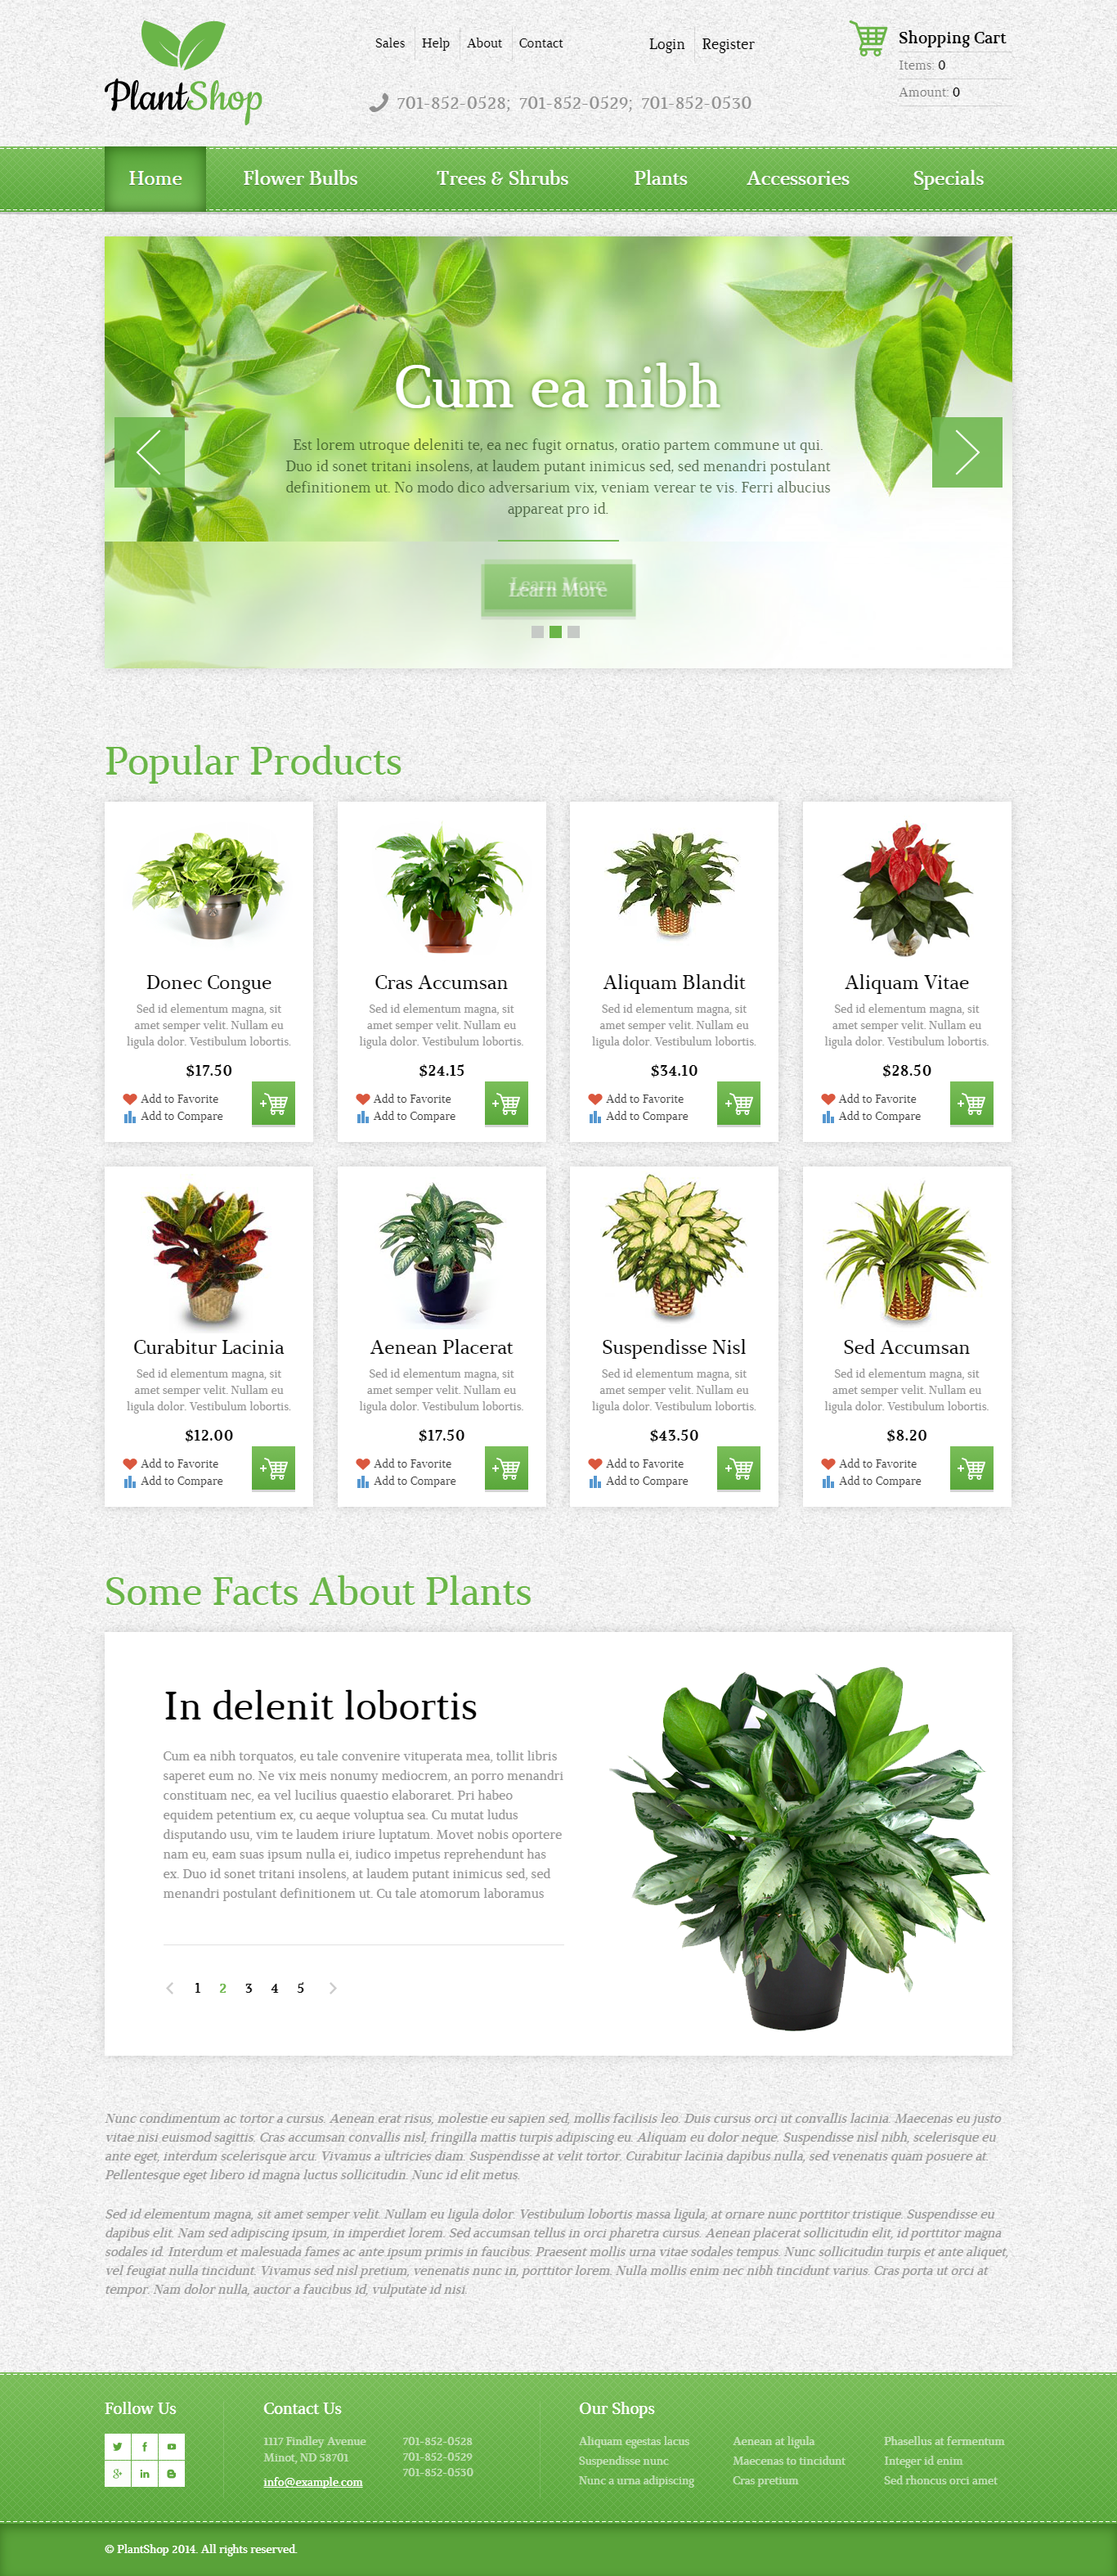 PlantShop
Sales Help About Contact
Login Register
Shopping Cart
Items: 0
Amount: 0
701-852-0528; 701-852-0529; 701-852-0530
Home Flower Bulbs Trees & Shrubs Plants Accessories Specials
Cum ea nibh
Est lorem utroque deleniti te, ea nec fugit ornatus, oratio partem commune ut qui.
Duo id sonet tritani insolens, at laudem putant inimicus sed, sed menandri postulant
definitionem ut. No modo dico adversarium vix, veniam verear te vis. Ferri albucius
appareat pro id.
Learn More
Popular Products
Donec Congue
Sed id elementum magna, sit
amet semper velit. Nullam eu
ligula dolor. Vestibulum lobortis.
$17.50
Add to Favorite
Add to Compare
Cras Accumsan
Sed id elementum magna, sit
amet semper velit. Nullam eu
ligula dolor. Vestibulum lobortis.
$24.15
Add to Favorite
Add to Compare
Aliquam Blandit
Sed id elementum magna, sit
amet semper velit. Nullam eu
ligula dolor. Vestibulum lobortis.
$34.10
Add to Favorite
Add to Compare
Aliquam Vitae
Sed id elementum magna, sit
amet semper velit. Nullam eu
ligula dolor. Vestibulum lobortis.
$28.50
Add to Favorite
Add to Compare
Curabitur Lacinia
Sed id elementum magna, sit
amet semper velit. Nullam eu
ligula dolor. Vestibulum lobortis.
$12.00
Add to Favorite
Add to Compare
Aenean Placerat
Sed id elementum magna, sit
amet semper velit. Nullam eu
ligula dolor. Vestibulum lobortis.
$17.50
Add to Favorite
Add to Compare
Suspendisse Nisl
Sed id elementum magna, sit
amet semper velit. Nullam eu
ligula dolor. Vestibulum lobortis.
$43.50
Add to Favorite
Add to Compare
Sed Accumsan
Sed id elementum magna, sit
amet semper velit. Nullam eu
ligula dolor. Vestibulum lobortis.
$8.20
Add to Favorite
Add to Compare
Some Facts About Plants
In delenit lobortis
Cum ea nibh torquatos, eu tale convenire vituperata mea, tollit libris
saperet eum no. Ne vix meis nonumy mediocrem, an porro menandri
constituam nec, ea vel lucilius quaestio elaboraret. Pri habeo
equidem petentium ex, cu aeque voluptua sea. Cu mutat ludus
disputando usu, vim te laudem iriure luptatum. Movet nobis oportere
nam eu, eam suas ipsum nulla ei, iudico impetus reprehendunt has
ex. Duo id sonet tritani insolens, at laudem putant inimicus sed, sed
menandri postulant definitionem ut. Cu tale atomorum laboramus
1 2 3 4 5
Nunc condimentum ac tortor a cursus. Aenean erat risus, molestie eu sapien sed, mollis facilisis leo. Duis cursus orci ut convallis lacinia. Maecenas eu justo
vitae nisi euismod sagittis. Cras accumsan convallis nisl, fringilla mattis turpis adipiscing eu. Aliquam eu dolor neque. Suspendisse nisl nibh, scelerisque eu
ante eget, interdum scelerisque arcu. Vivamus a ultricies diam. Suspendisse at velit tortor. Curabitur lacinia dapibus nulla, sed venenatis quam posuere at.
Pellentesque eget libero id magna luctus sollicitudin. Nunc id elit metus.
Sed id elementum magna, sit amet semper velit. Nullam eu ligula dolor. Vestibulum lobortis massa ligula, at ornare nunc porttitor tristique. Suspendisse eu
dapibus elit. Nam sed adipiscing ipsum, in imperdiet lorem. Sed accumsan tellus in orci pharetra cursus. Aenean placerat sollicitudin elit, id porttitor magna
sodales id. Interdum et malesuada fames ac ante ipsum primis in faucibus. Praesent mollis urna vitae sodales tempus. Nunc sollicitudin turpis et ante aliquet,
vel feugiat nulla tincidunt. Vivamus sed nisl pretium, venenatis nunc in, porttitor lorem. Nulla mollis enim nec nibh tincidunt varius. Cras porta ut orci at
tempor. Nam dolor nulla, auctor a faucibus id, vulputate id nisi.
Follow Us
Contact Us
1117 Findley Avenue
Minot, ND 58701
info@example.com
701-852-0528
701-852-0529
701-852-0530
Our Shops
Aliquam egestas lacus
Suspendisse nunc
Nunc a urna adipiscing
Aenean at ligula
Maecenas to tincidunt
Cras pretium
Phasellus at fermentum
Integer id enim
Sed rhoncus orci amet
© PlantShop 2014. All rights reserved.